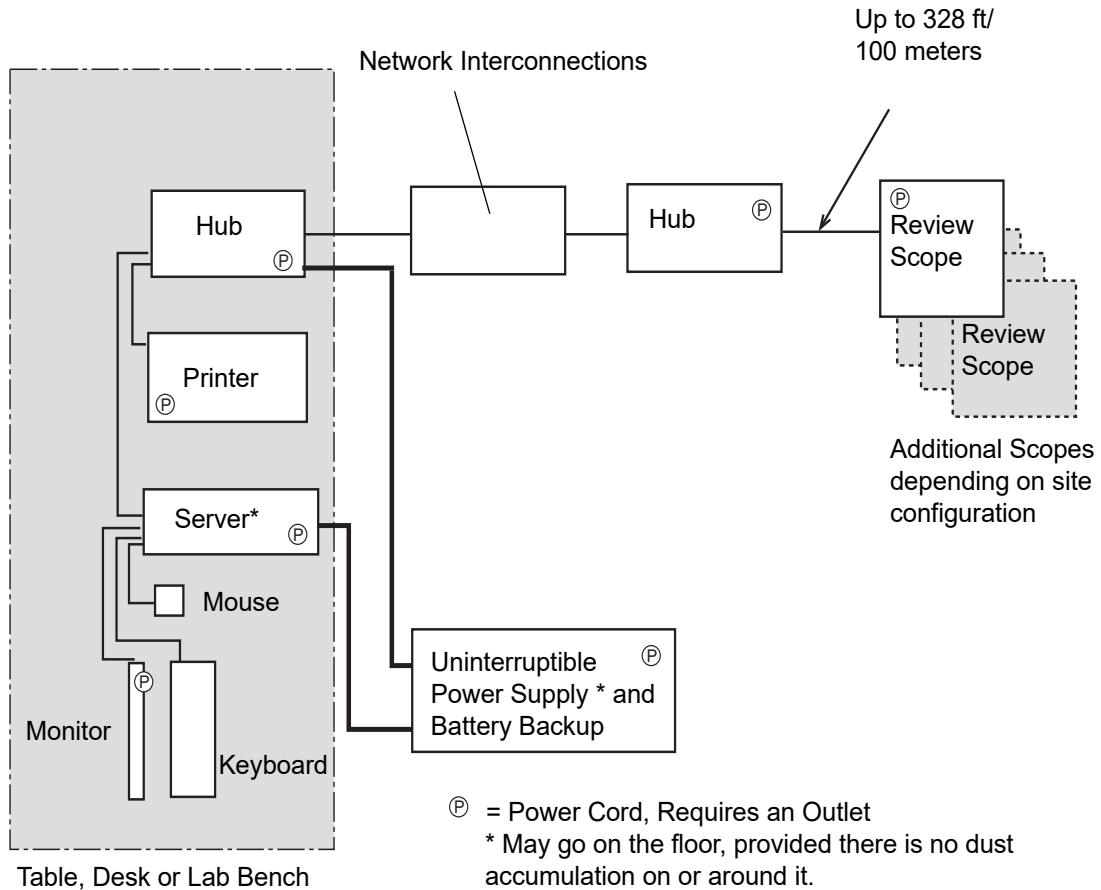 Up to 328 ft/
100 meters
Network Interconnections
Hub
Ⓟ
Hub
Ⓟ
Ⓟ
Review
Scope
Review
Scope
Printer
Ⓟ
Additional Scopes
depending on site
configuration
Server*
Ⓟ
Mouse
Uninterruptible
Power Supply * and
Battery Backup
Ⓟ
Ⓟ
Monitor
Keyboard
Ⓟ = Power Cord, Requires an Outlet
* May go on the floor, provided there is no dust
accumulation on or around it.
Table, Desk or Lab Bench